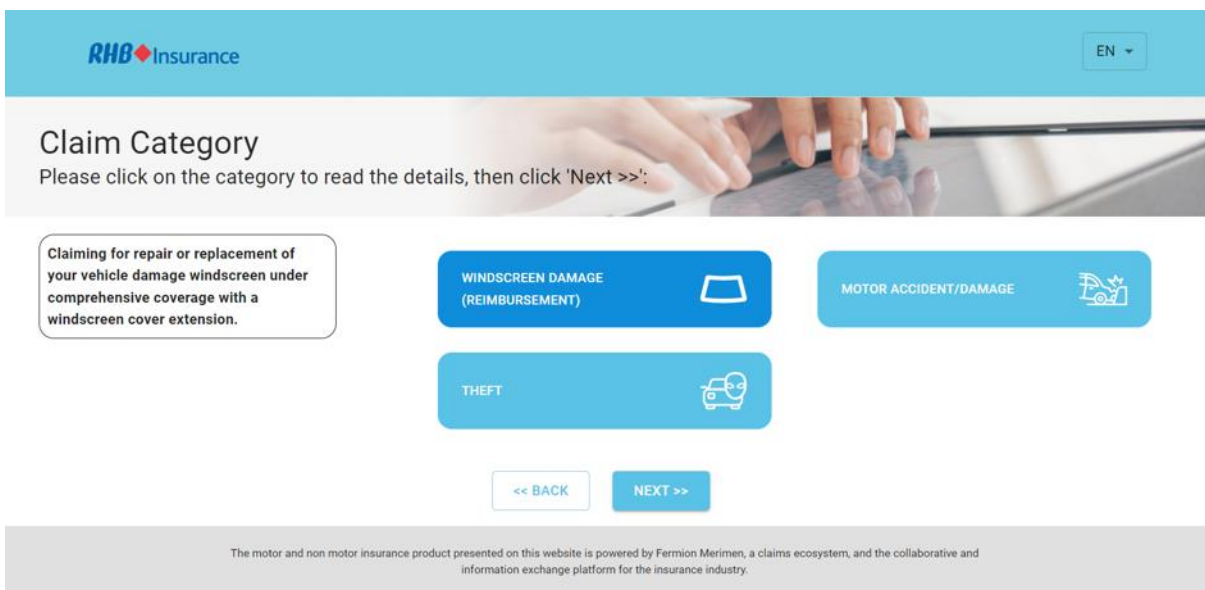 RHB Insurance
EN
Claim Category
Please click on the category to read the details, then click 'Next >>':
Claiming for repair or replacement of
your vehicle damage windscreen under
comprehensive coverage with a
windscreen cover extension.
WINDSCREEN DAMAGE
(REIMBURSEMENT)
MOTOR ACCIDENT/DAMAGE
THEFT
<< BACK
NEXT >>
The motor and non motor insurance product presented on this website is powered by Fermion Merimen, a claims ecosystem, and the collaborative and
information exchange platform for the insurance industry.